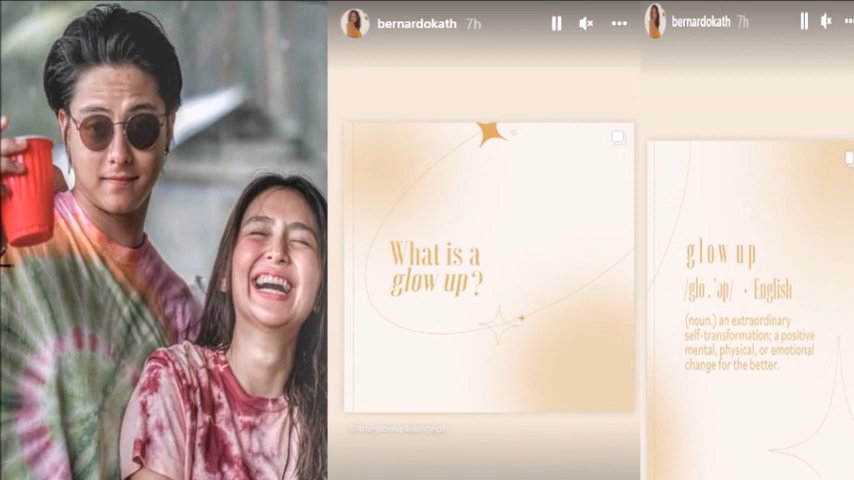 bernardokath 7h
What is a
glow up?
@theglowuploungeph
bernardokath 7h
glow up
/glō.ˈəp/ · English
(noun.) an extraordinary
self-transformation; a positive
mental, physical, or emotional
change for the better.